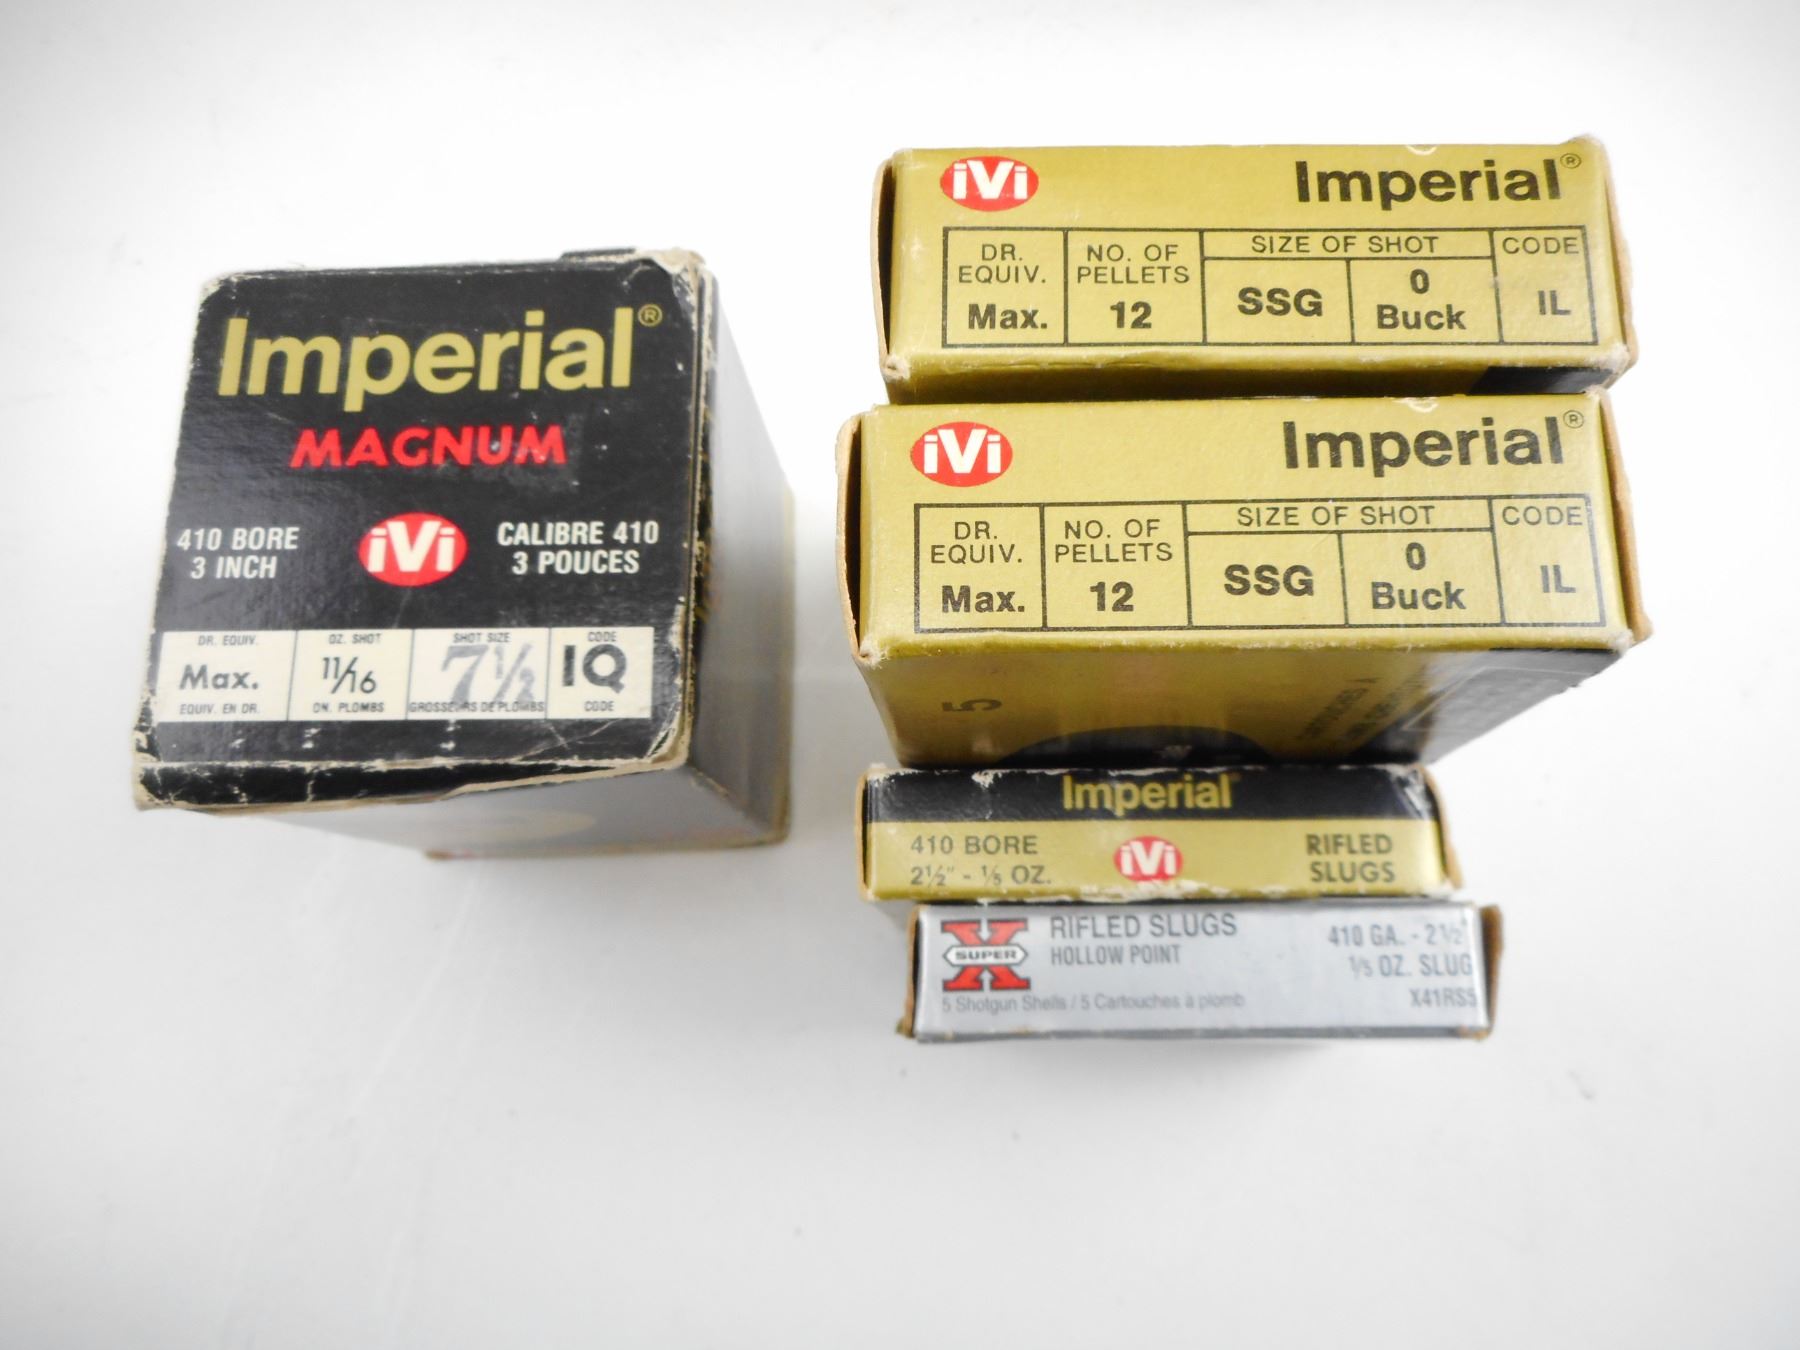 Imperial®
MAGNUM
410 BORE
3 INCH
iVi
CALIBRE 410
3 POUCES
DR. EQUIV. OZ. SHOT SHOT SIZE CODE
Max. 11/16 7½ IQ
EQUIV. EN DR. ON. PLOMBS GROSSEURS DE PLOMBS CODE
iVi Imperial®
DR. EQUIV. NO. OF PELLETS SIZE OF SHOT CODE
Max. 12 SSG 0 Buck IL
iVi Imperial®
DR. EQUIV. NO. OF PELLETS SIZE OF SHOT CODE
Max. 12 SSG 0 Buck IL
5
Imperial
410 BORE iVi RIFLED
2½" - ⅕ OZ. SLUGS
SUPER X RIFLED SLUGS 410 GA. - 2½"
HOLLOW POINT ⅕ OZ. SLUG
5 Shotgun Shells / 5 Cartouches à plomb X41RS5